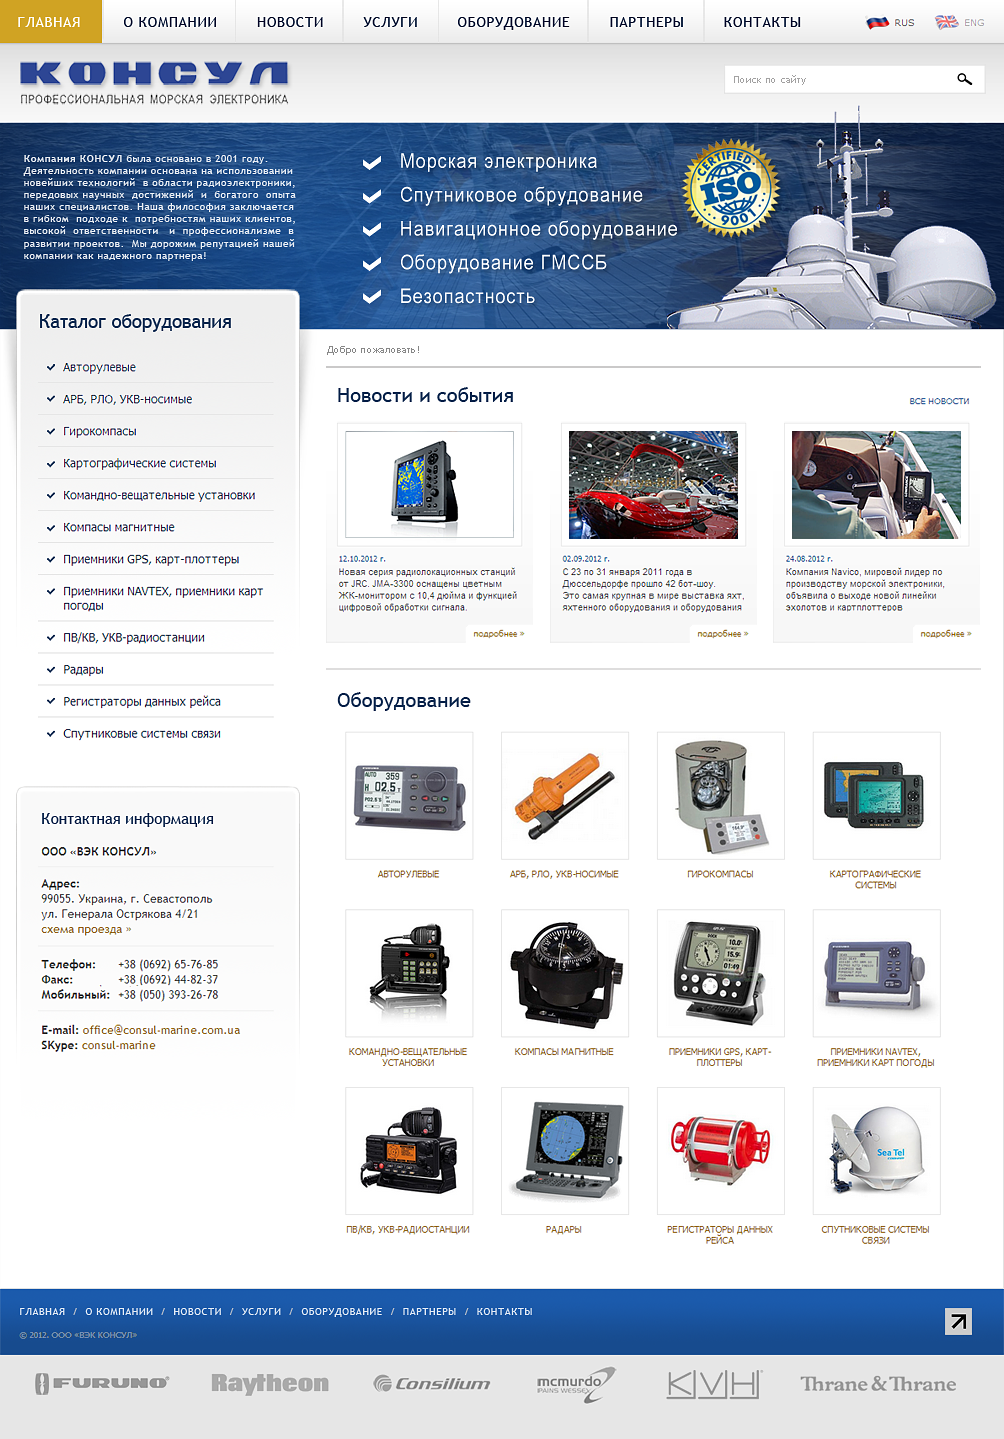 ГЛАВНАЯ
О КОМПАНИИ
НОВОСТИ
УСЛУГИ
ОБОРУДОВАНИЕ
ПАРТНЕРЫ
КОНТАКТЫ
RUS
ENG
КОНСУЛ
ПРОФЕССИОНАЛЬНАЯ МОРСКАЯ ЭЛЕКТРОНИКА
Поиск по сайту
Компания КОНСУЛ была основано в 2001 году.
Деятельность компании основана на использовании
новейших технологий в области радиоэлектроники,
передовых научных достижений и богатого опыта
наших специалистов. Наша философия заключается
в гибком подходе к потребностям наших клиентов,
высокой ответственности и профессионализме в
развитии проектов. Мы дорожим репутацией нашей
компании как надежного партнера!
Морская электроника
Спутниковое обрудование
Навигационное оборудование
Оборудование ГМССБ
Безопастность
CERTIFIED
ISO
9001
Каталог оборудования
Авторулевые
АРБ, РЛО, УКВ-носимые
Гирокомпасы
Картографические системы
Командно-вещательные установки
Компасы магнитные
Приемники GPS, карт-плоттеры
Приемники NAVTEX, приемники карт
погоды
ПВ/КВ, УКВ-радиостанции
Радары
Регистраторы данных рейса
Спутниковые системы связи
Контактная информация
ООО «ВЭК КОНСУЛ»
Адрес:
99055. Украина, г. Севастополь
ул. Генерала Острякова 4/21
схема проезда »
Телефон: +38 (0692) 65-76-85
Факс: +38 (0692) 44-82-37
Мобильный: +38 (050) 393-26-78
E-mail: office@consul-marine.com.ua
SKype: consul-marine
Добро пожаловать!
Новости и события
ВСЕ НОВОСТИ
12.10.2012 г.
Новая серия радиолокационных станций
от JRC. JMA-3300 оснащены цветным
ЖК-монитором с 10,4 дюйма и функцией
цифровой обработки сигнала.
подробнее »
02.09.2012 г.
С 23 по 31 января 2011 года в
Дюссельдорфе прошло 42 бот-шоу.
Это самая крупная в мире выставка яхт,
яхтенного оборудования и оборудования
подробнее »
24.08.2012 г.
Компания Navico, мировой лидер по
производству морской электроники,
объявила о выходе новой линейки
эхолотов и картплоттеров
подробнее »
Оборудование
АВТОРУЛЕВЫЕ
АРБ, РЛО, УКВ-НОСИМЫЕ
ГИРОКОМПАСЫ
КАРТОГРАФИЧЕСКИЕ
СИСТЕМЫ
КОМАНДНО-ВЕЩАТЕЛЬНЫЕ
УСТАНОВКИ
КОМПАСЫ МАГНИТНЫЕ
ПРИЕМНИКИ GPS, КАРТ-
ПЛОТТЕРЫ
ПРИЕМНИКИ NAVTEX,
ПРИЕМНИКИ КАРТ ПОГОДЫ
Sea Tel
ПВ/КВ, УКВ-РАДИОСТАНЦИИ
РАДАРЫ
РЕГИСТРАТОРЫ ДАННЫХ
РЕЙСА
СПУТНИКОВЫЕ СИСТЕМЫ
СВЯЗИ
ГЛАВНАЯ / О КОМПАНИИ / НОВОСТИ / УСЛУГИ / ОБОРУДОВАНИЕ / ПАРТНЕРЫ / КОНТАКТЫ
© 2012. ООО «ВЭК КОНСУЛ»
FURUNO
Raytheon
Consilium
mcmurdo
PAINS WESSEX
KVH
Thrane & Thrane